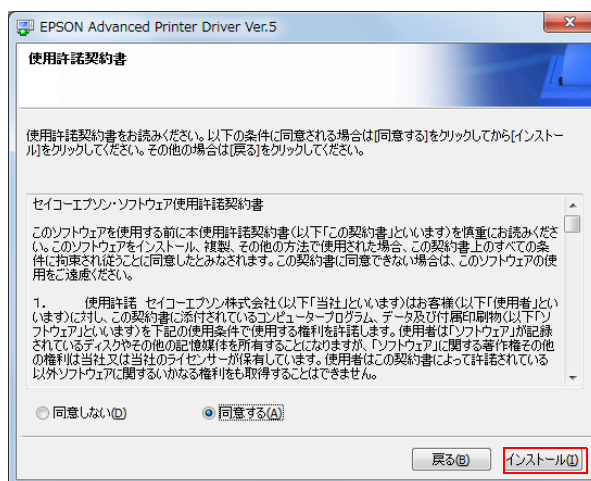 EPSON Advanced Printer Driver Ver.5
使用許諾契約書
使用許諾契約書をお読みください。以下の条件に同意される場合は[同意する]をクリックしてから[インストー
ル]をクリックしてください。その他の場合は[戻る]をクリックしてください。
セイコーエプソン・ソフトウェア使用許諾契約書
このソフトウェアを使用する前に本使用許諾契約書(以下「この契約書」といいます)を慎重にお読みくださ
い。このソフトウェアをインストール、複製、その他の方法で使用された場合、この契約書上のすべての条
件に拘束され従うことに同意したとみなされます。この契約書に同意できない場合は、このソフトウェアの使
用をご遠慮ください。
1. 使用許諾 セイコーエプソン株式会社(以下「当社」といいます)はお客様(以下「使用者」とい
います)に対し、この契約書に添付されているコンピュータープログラム、データ及び付属印刷物(以下「ソ
フトウェア」といいます)を下記の使用条件で使用する権利を許諾します。使用者は「ソフトウェア」が記録
されているディスクやその他の記憶媒体を所有することになりますが、「ソフトウェア」に関する著作権その他
の権利は当社又は当社のライセンサーが保有しています。使用者はこの契約書によって許諾されている
以外ソフトウェアに関するいかなる権利をも取得することはできません。
同意しない(D) 同意する(A)
戻る(B) インストール(I)